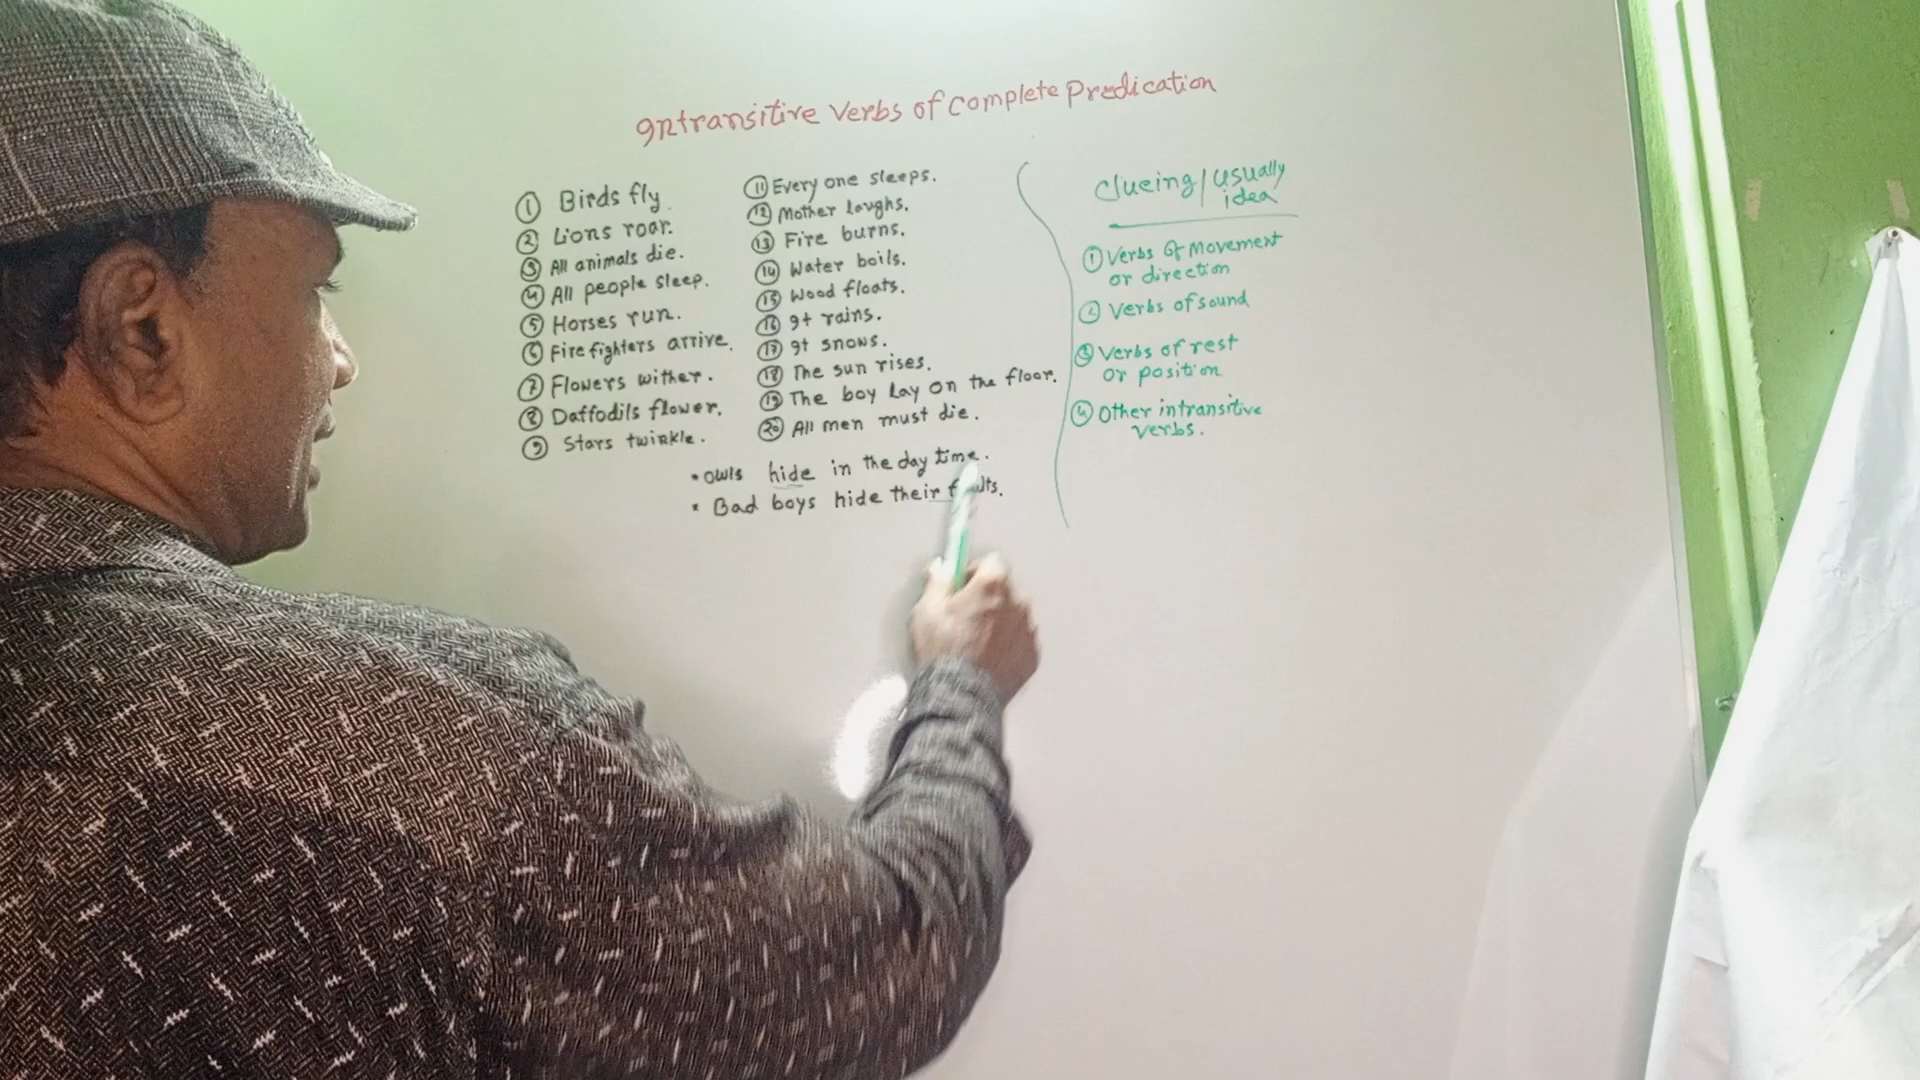 Intransitive Verbs of Complete Predication
① Birds fly.
② Lions roar.
③ All animals die.
④ All people sleep.
⑤ Horses run.
⑥ Fire fighters arrive.
⑦ Flowers wither.
⑧ Daffodils flower.
⑨ Stars twinkle.
⑪ Every one sleeps.
⑫ Mother laughs.
⑬ Fire burns.
⑭ Water boils.
⑮ Wood floats.
⑯ It rains.
⑰ It snows.
⑱ The sun rises.
⑲ The boy lay on the floor.
⑳ All men must die.
• Owls hide in the day time.
• Bad boys hide their faults.
Clueing/usually
idea
① Verbs of Movement
or direction
② Verbs of sound
③ Verbs of rest
or position
④ Other intransitive
verbs.